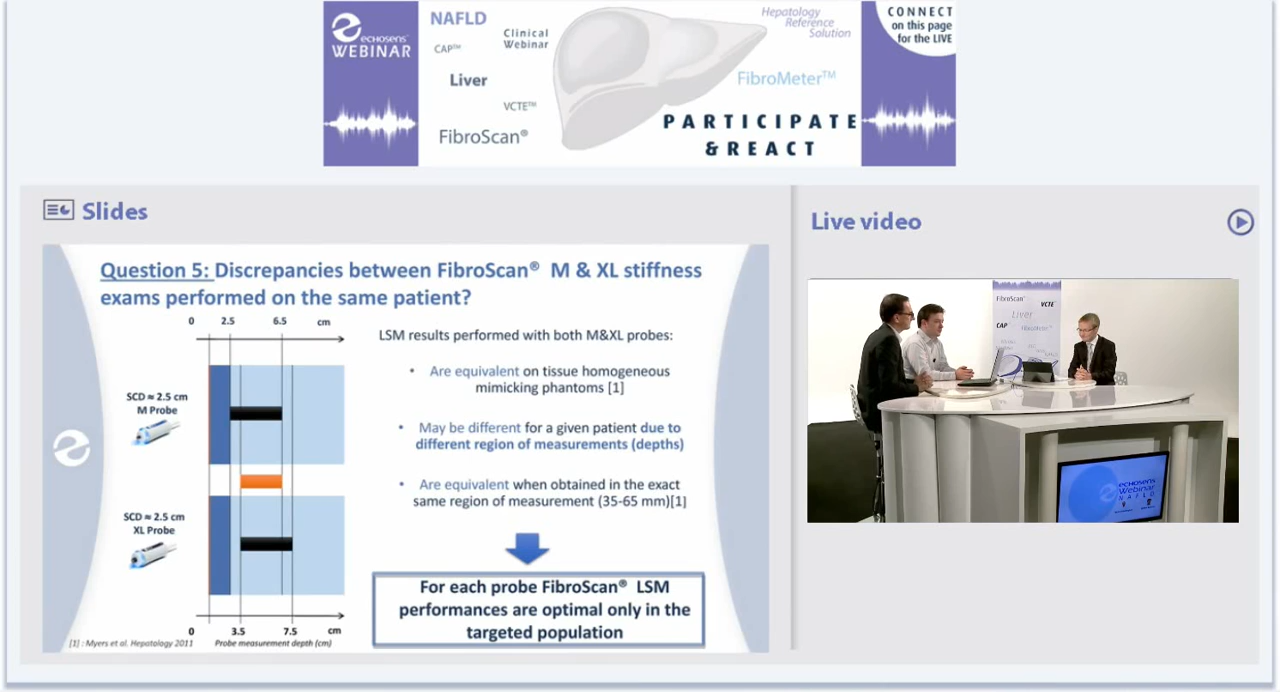 echosens
WEBINAR
NAFLD
CAP™
Clinical
Webinar
Liver
VCTE™
FibroScan®
Hepatology
Reference
Solution
FibroMeter™
PARTICIPATE
& REACT
CONNECT
on this page
for the LIVE
Slides
Live video
Question 5: Discrepancies between FibroScan® M & XL stiffness
exams performed on the same patient?
0 2.5 6.5 cm
SCD ≈ 2.5 cm
M Probe
SCD ≈ 2.5 cm
XL Probe
0 3.5 7.5 cm
[1] : Myers et al. Hepatology 2011
Probe measurement depth (cm)
LSM results performed with both M&XL probes:
• Are equivalent on tissue homogeneous
mimicking phantoms [1]
• May be different for a given patient due to
different region of measurements (depths)
• Are equivalent when obtained in the exact
same region of measurement (35-65 mm)[1]
For each probe FibroScan® LSM
performances are optimal only in the
targeted population
FibroScan®
VCTE™
Liver
CAP™
echosens
Webinar
NAFLD